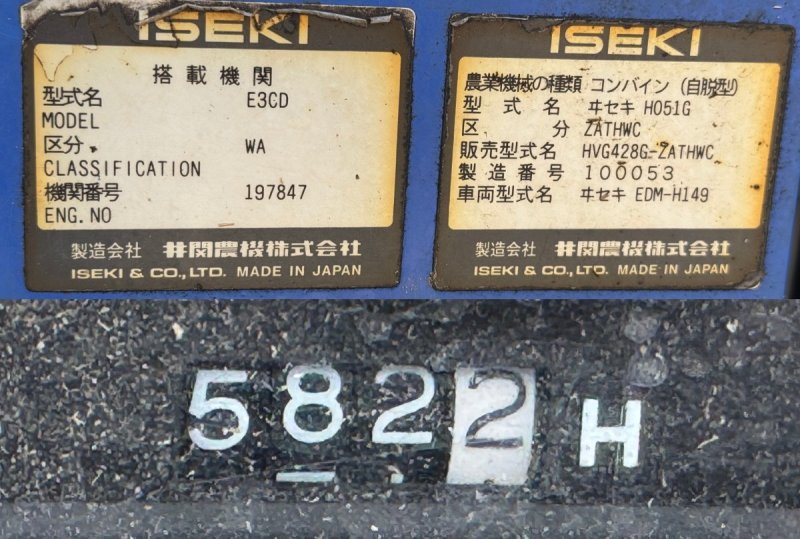 ISEKI
搭載機関
型式名 E3CD
MODEL
区分 WA
CLASSIFICATION
機関番号 197847
ENG.NO
製造会社 井関農機株式会社
ISEKI & CO.,LTD. MADE IN JAPAN
ISEKI
農業機械の種類 コンバイン(自脱型)
型式名 ヰセキ HO51G
区分 ZATHWC
販売型式名 HVG428G-ZATHWC
製造番号 100053
車両型式名 ヰセキ EDM-H149
製造会社 井関農機株式会社
ISEKI & CO.,LTD. MADE IN JAPAN
582.2 H